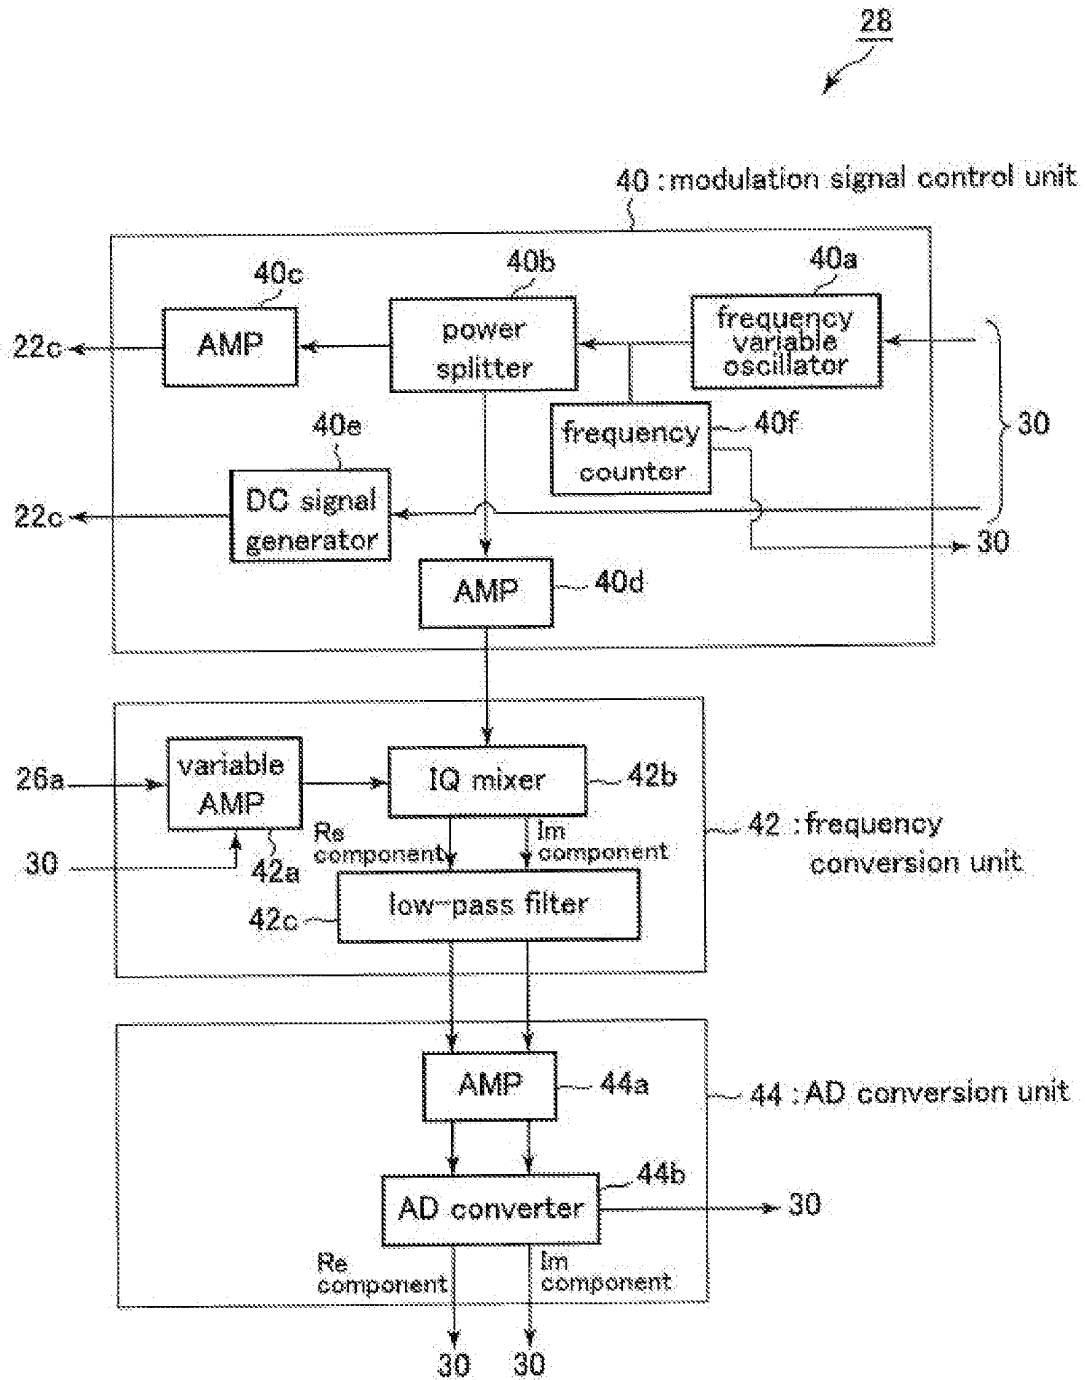 28
40 : modulation signal control unit
40c
40b
40a
22c
AMP
power
splitter
frequency
variable
oscillator
30
40e
frequency
counter
40f
22c
DC signal
generator
30
AMP
40d
26a
variable
AMP
IQ mixer
42b
30
42a
Re
component
Im
component
42 : frequency
conversion unit
42c
low-pass filter
AMP
44a
44 : AD conversion unit
AD converter
44b
30
Re
component
Im
component
30
30